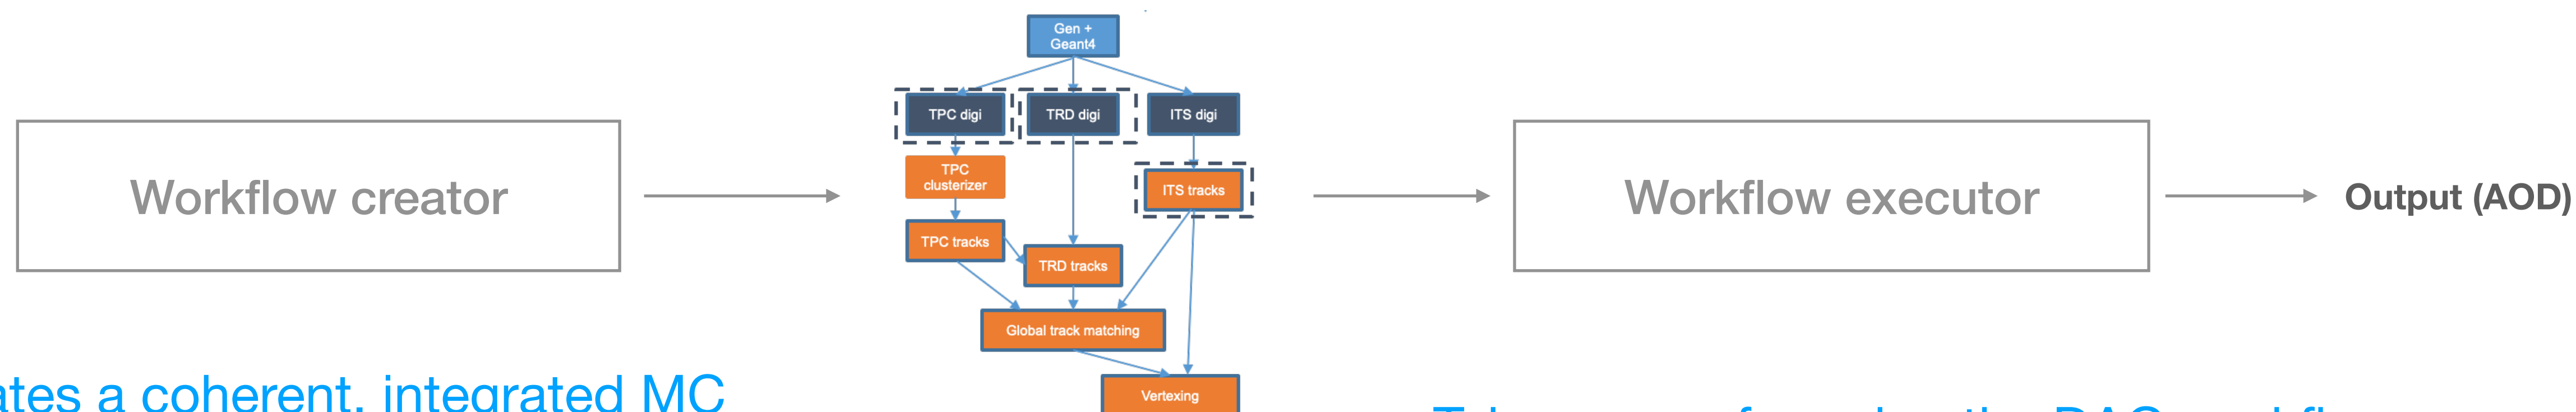 Gen +
Geant4
TPC digi
TRD digi
ITS digi
Workflow creator
TPC
clusterizer
ITS tracks
Workflow executor
Output (AOD)
TPC tracks
TRD tracks
Global track matching
Vertexing
a coherent, integrated MC